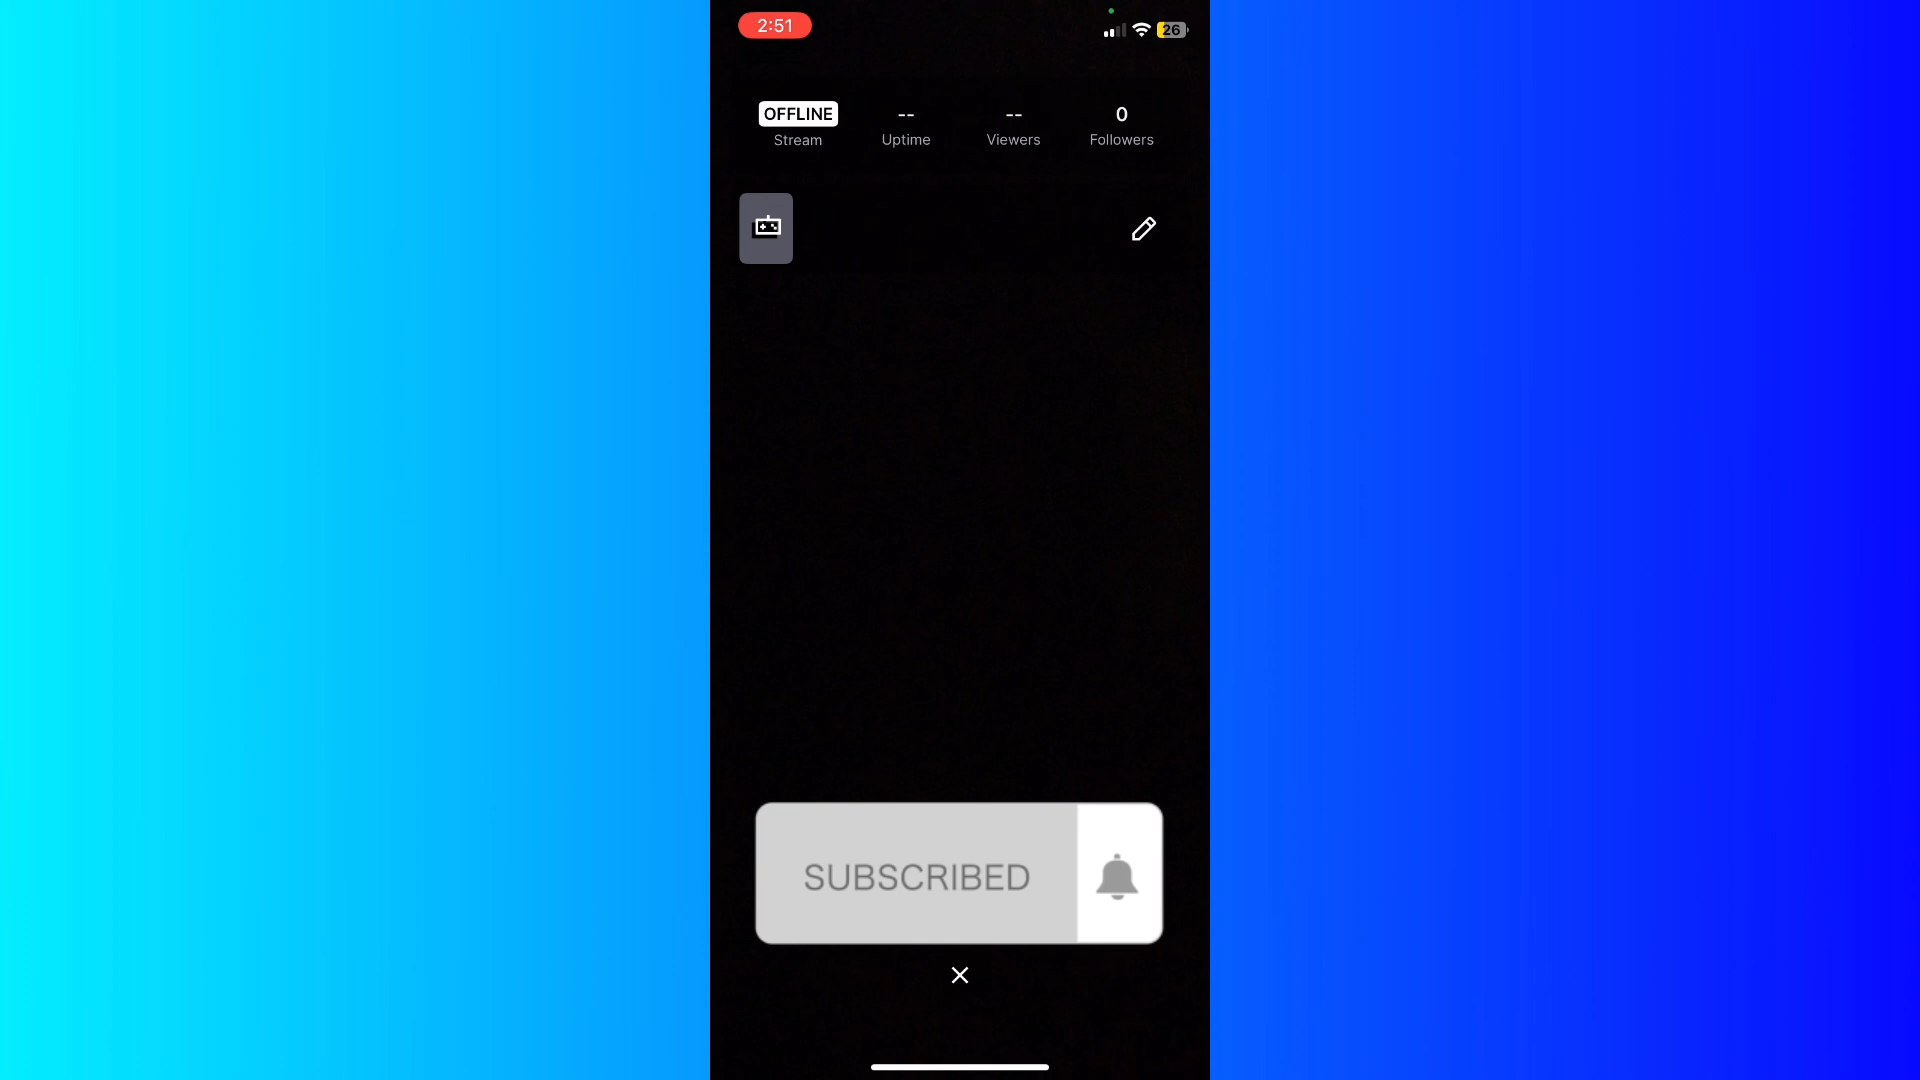 2:51
26
OFFLINE -- -- 0
Stream Uptime Viewers Followers
SUBSCRIBED